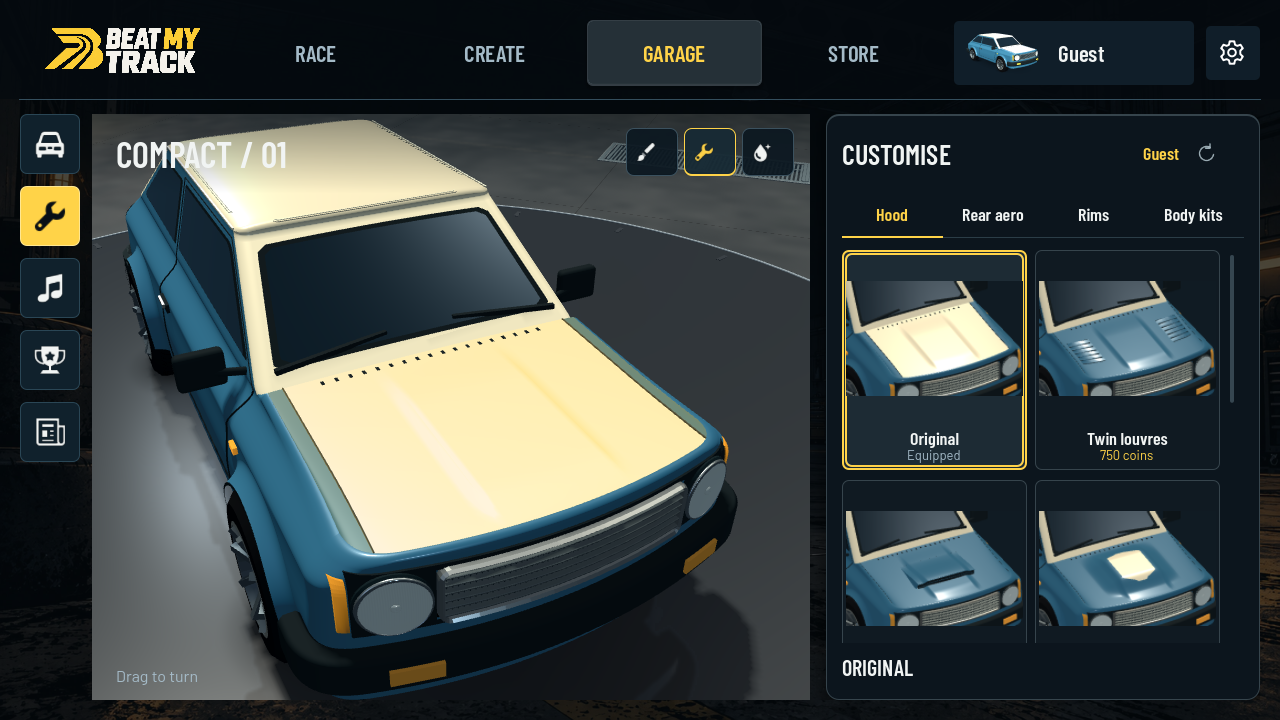 BEAT MY
TRACK
RACE
CREATE
GARAGE
STORE
Guest
COMPACT / 01
Drag to turn
CUSTOMISE
Guest
Hood
Rear aero
Rims
Body kits
Original
Equipped
Twin louvres
750 coins
ORIGINAL